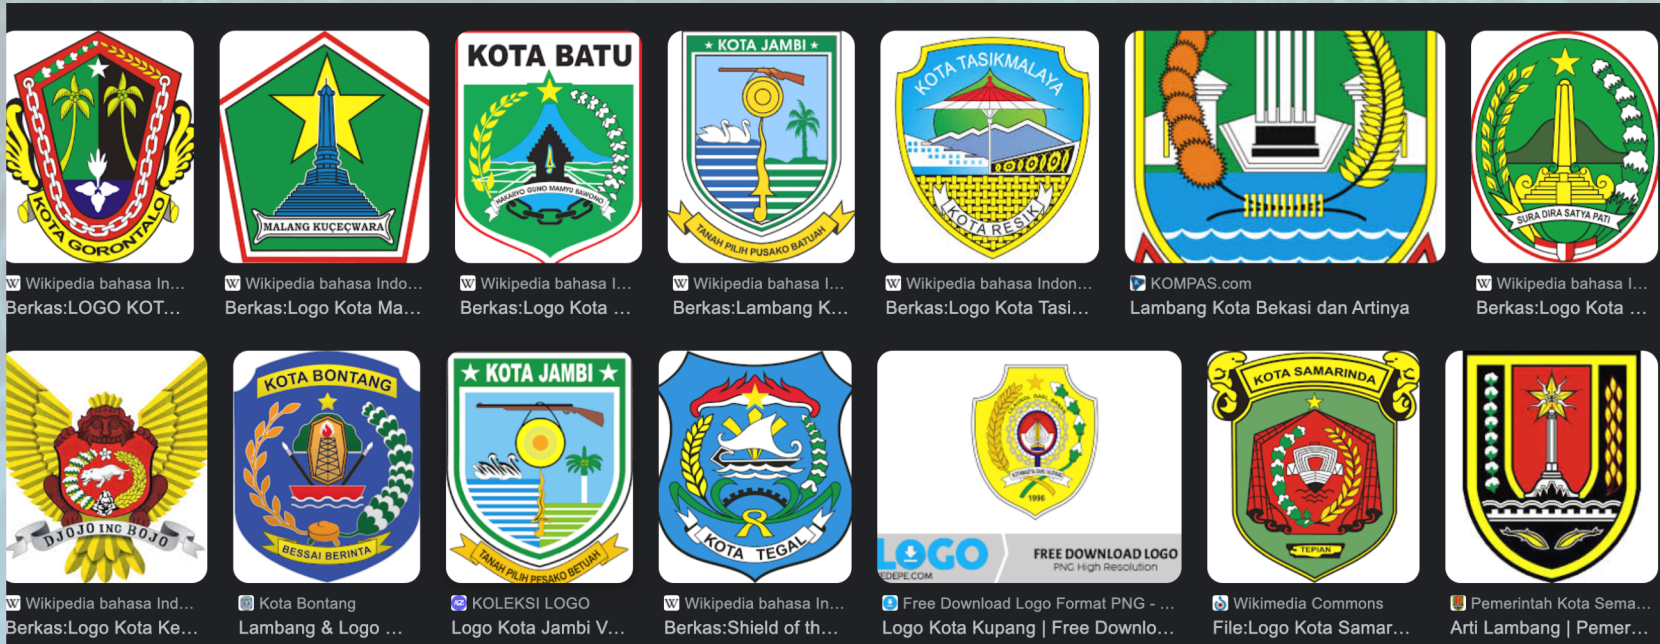 KOTA GORONTALO
MALANG KUÇEÇWARA
KOTA BATU
HAKARYO GUNO MAMYU BAWONO
★ KOTA JAMBI ★
TANAH PILIH PUSAKO BATUAH
KOTA TASIKMALAYA
KOTA RESIK
SURA DIRA SATYA PATI
W Wikipedia bahasa In...
Berkas:LOGO KOT...
W Wikipedia bahasa Indo...
Berkas:Logo Kota Ma...
W Wikipedia bahasa I...
Berkas:Logo Kota ...
W Wikipedia bahasa I...
Berkas:Lambang K...
W Wikipedia bahasa Indon...
Berkas:Logo Kota Tasi...
KOMPAS.com
Lambang Kota Bekasi dan Artinya
W Wikipedia bahasa I...
Berkas:Logo Kota ...
DJOJO ING BOJO
KOTA BONTANG
BESSAI BERINTA
★ KOTA JAMBI ★
TANAH PILIH PESAKO BETUAH
KOTA TEGAL
1996
LOGO
EDEPE.COM
FREE DOWNLOAD LOGO
PNG High Resolution
KOTA SAMARINDA
TEPIAN
W Wikipedia bahasa Ind...
Berkas:Logo Kota Ke...
Kota Bontang
Lambang & Logo ...
KOLEKSI LOGO
Logo Kota Jambi V...
W Wikipedia bahasa In...
Berkas:Shield of th...
Free Download Logo Format PNG - ...
Logo Kota Kupang | Free Downlo...
Wikimedia Commons
File:Logo Kota Samar...
Pemerintah Kota Sema...
Arti Lambang | Pemer...